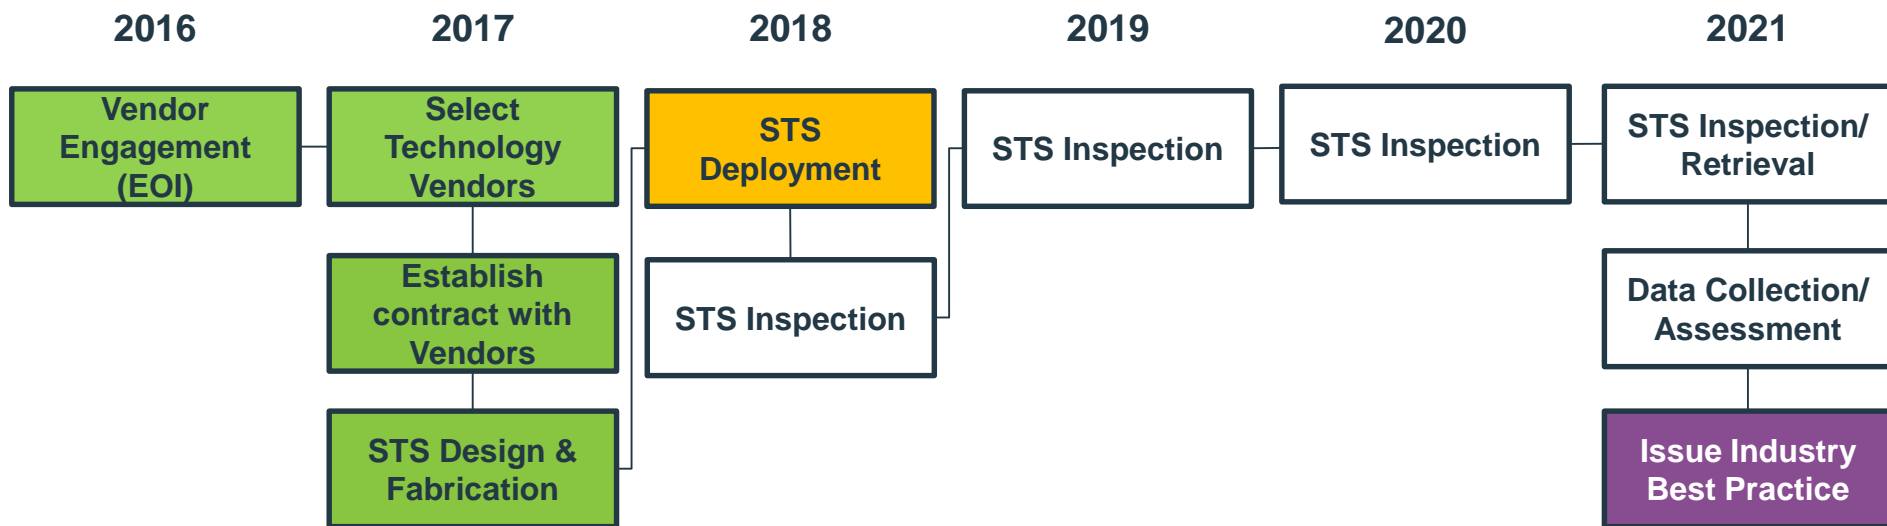 2016
2017
2018
2019
2020
2021
Vendor
Engagement
(EOI)
Select
Technology
Vendors
Establish
contract with
Vendors
STS Design &
Fabrication
STS
Deployment
STS Inspection
STS Inspection
STS Inspection
STS Inspection/
Retrieval
Data Collection/
Assessment
Issue Industry
Best Practice